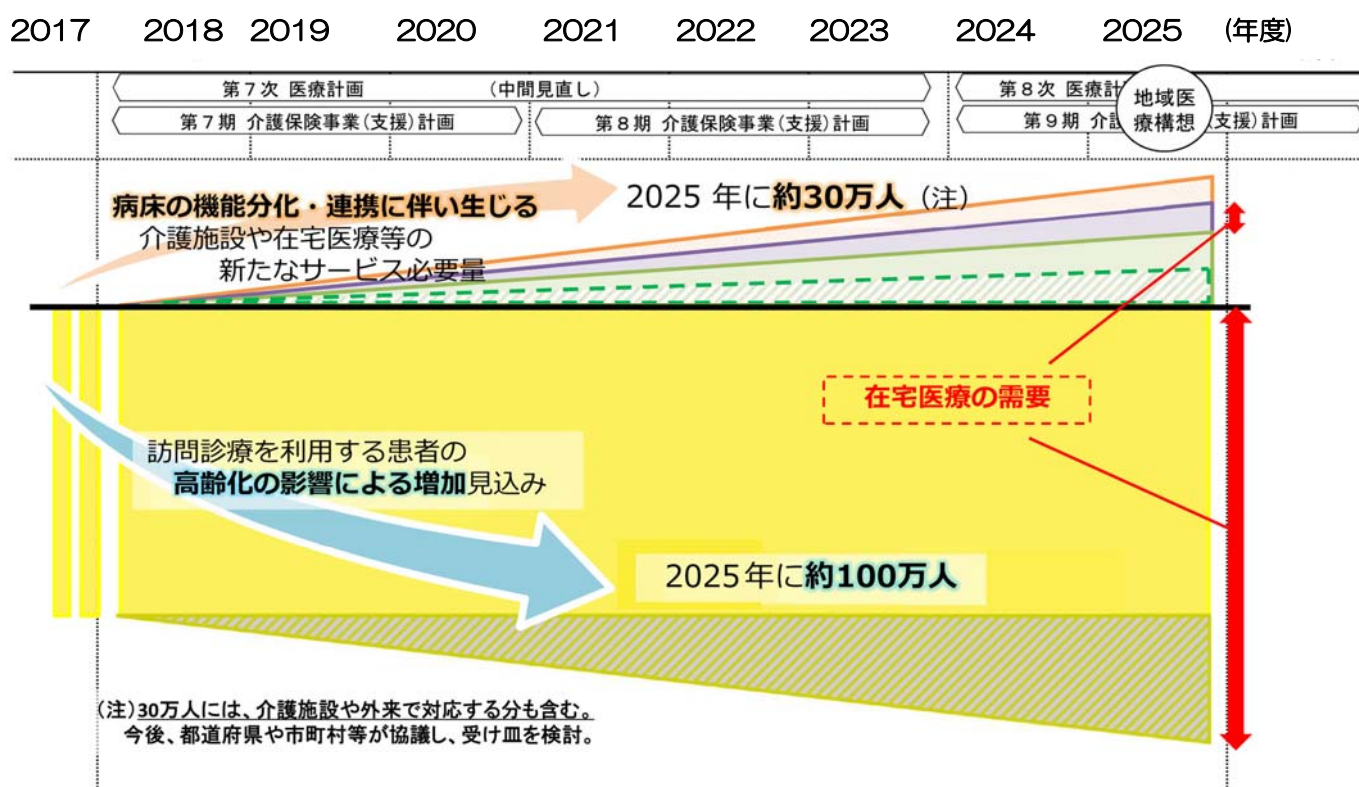 2017 2018 2019 2020 2021 2022 2023 2024 2025 (年度)
第7次 医療計画 (中間見直し) 第8次 医療計
第7期 介護保険事業(支援)計画 第8期 介護保険事業(支援)計画 第9期 介護 (支援)計画
地域医
療構想
病床の機能分化・連携に伴い生じる
介護施設や在宅医療等の
新たなサービス必要量
2025 年に約30万人 (注)
在宅医療の需要
訪問診療を利用する患者の
高齢化の影響による増加見込み
2025年に約100万人
(注)30万人には、介護施設や外来で対応する分も含む。
今後、都道府県や市町村等が協議し、受け皿を検討。